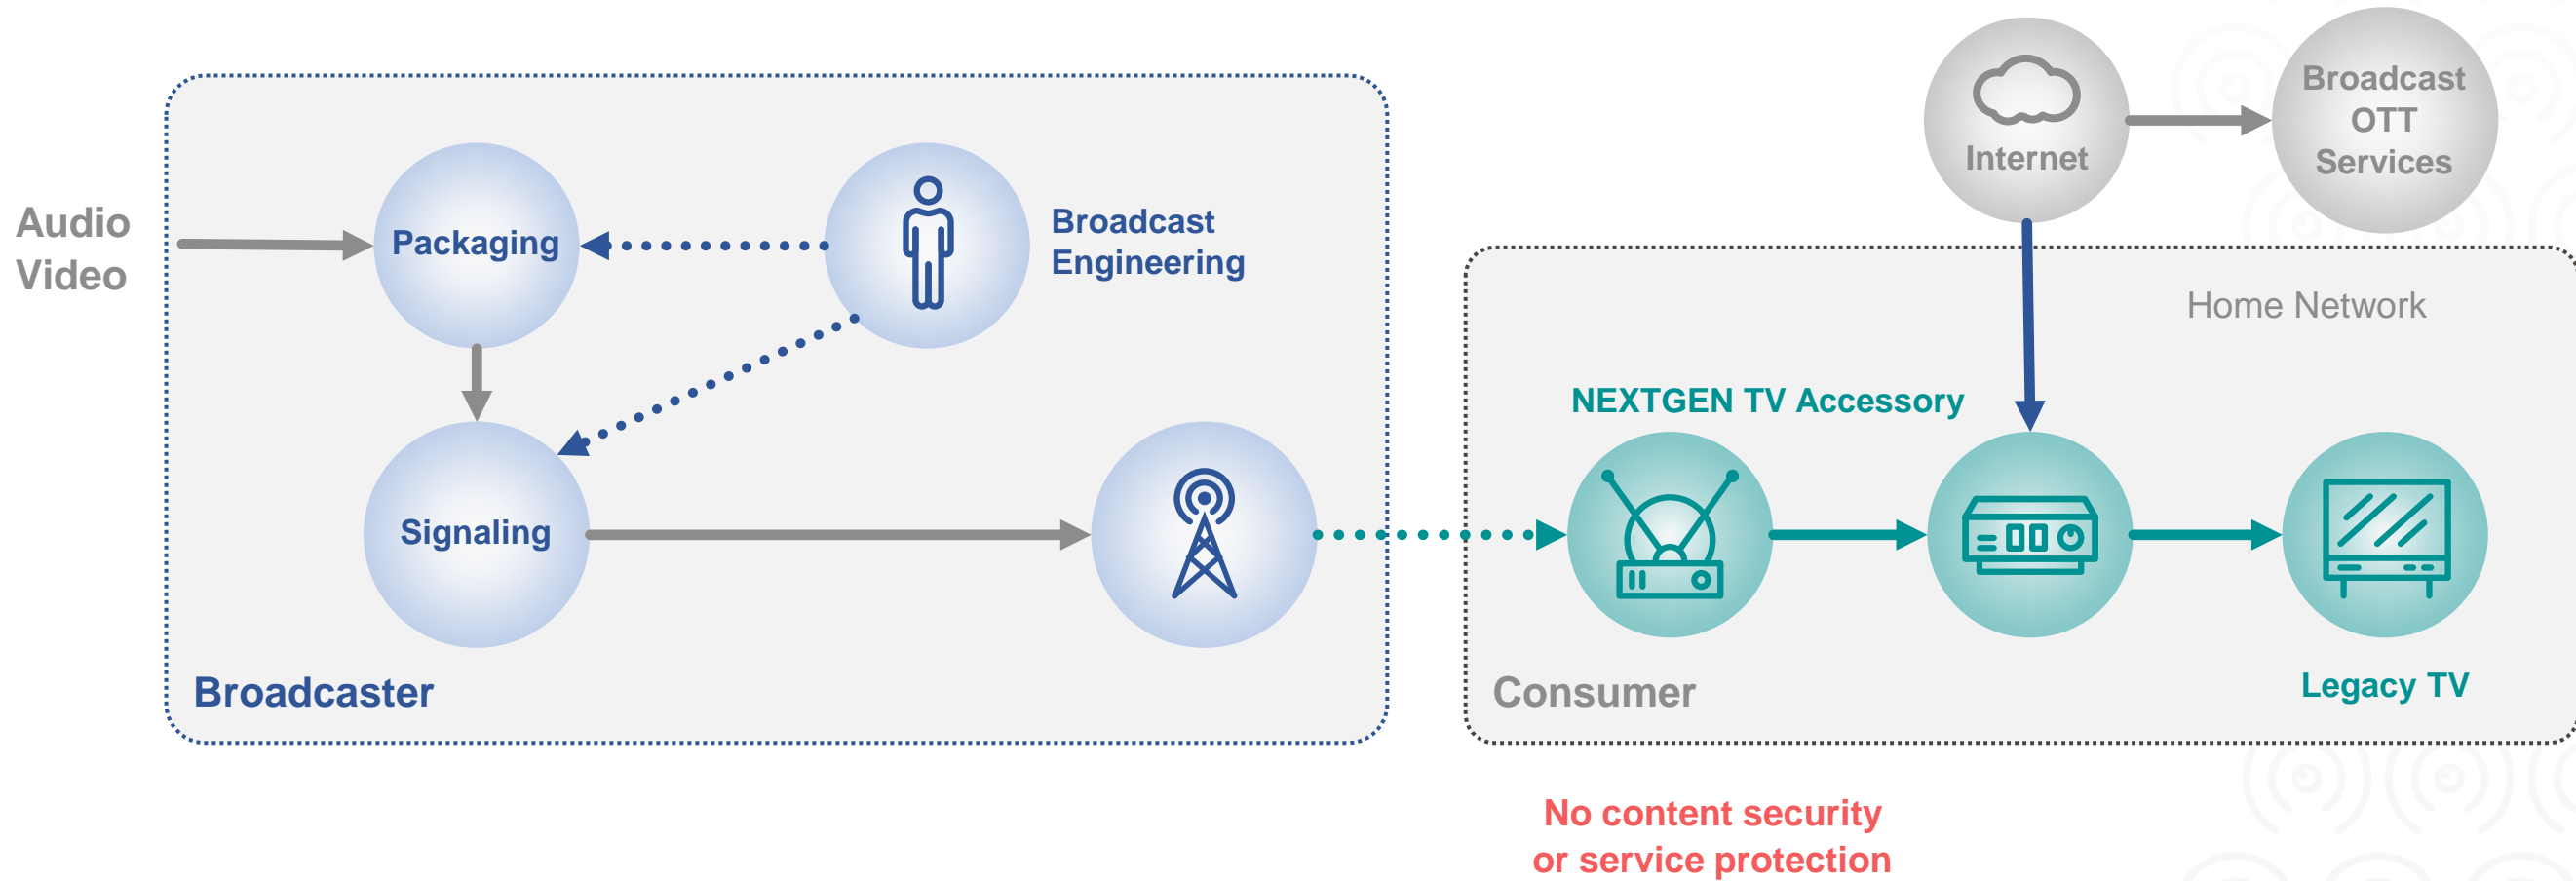 Audio
Video
Packaging
Broadcast
Engineering
Signaling
Broadcaster
Internet
Broadcast
OTT
Services
Home Network
NEXTGEN TV Accessory
Consumer
Legacy TV
No content security
or service protection